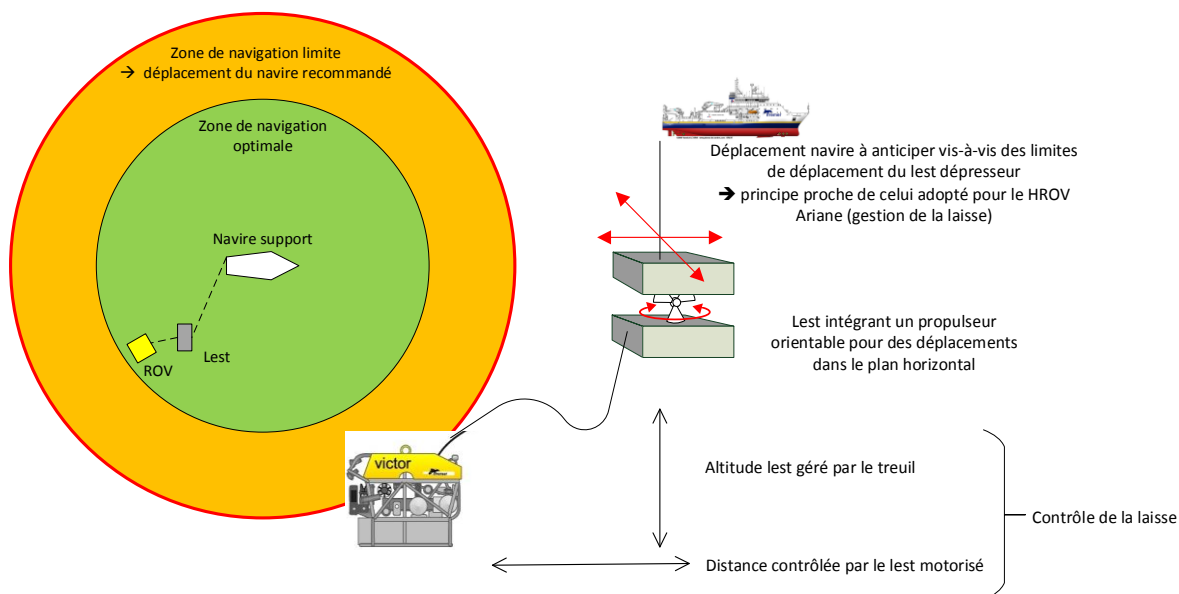 Zone de navigation limite
→ déplacement du navire recommandé
Zone de navigation
optimale
Navire support
Lest
ROV
Déplacement navire à anticiper vis-à-vis des limites
de déplacement du lest dépresseur
→ principe proche de celui adopté pour le HROV
Ariane (gestion de la laisse)
Lest intégrant un propulseur
orientable pour des déplacements
dans le plan horizontal
victor
Altitude lest géré par le treuil
Contrôle de la laisse
Distance contrôlée par le lest motorisé